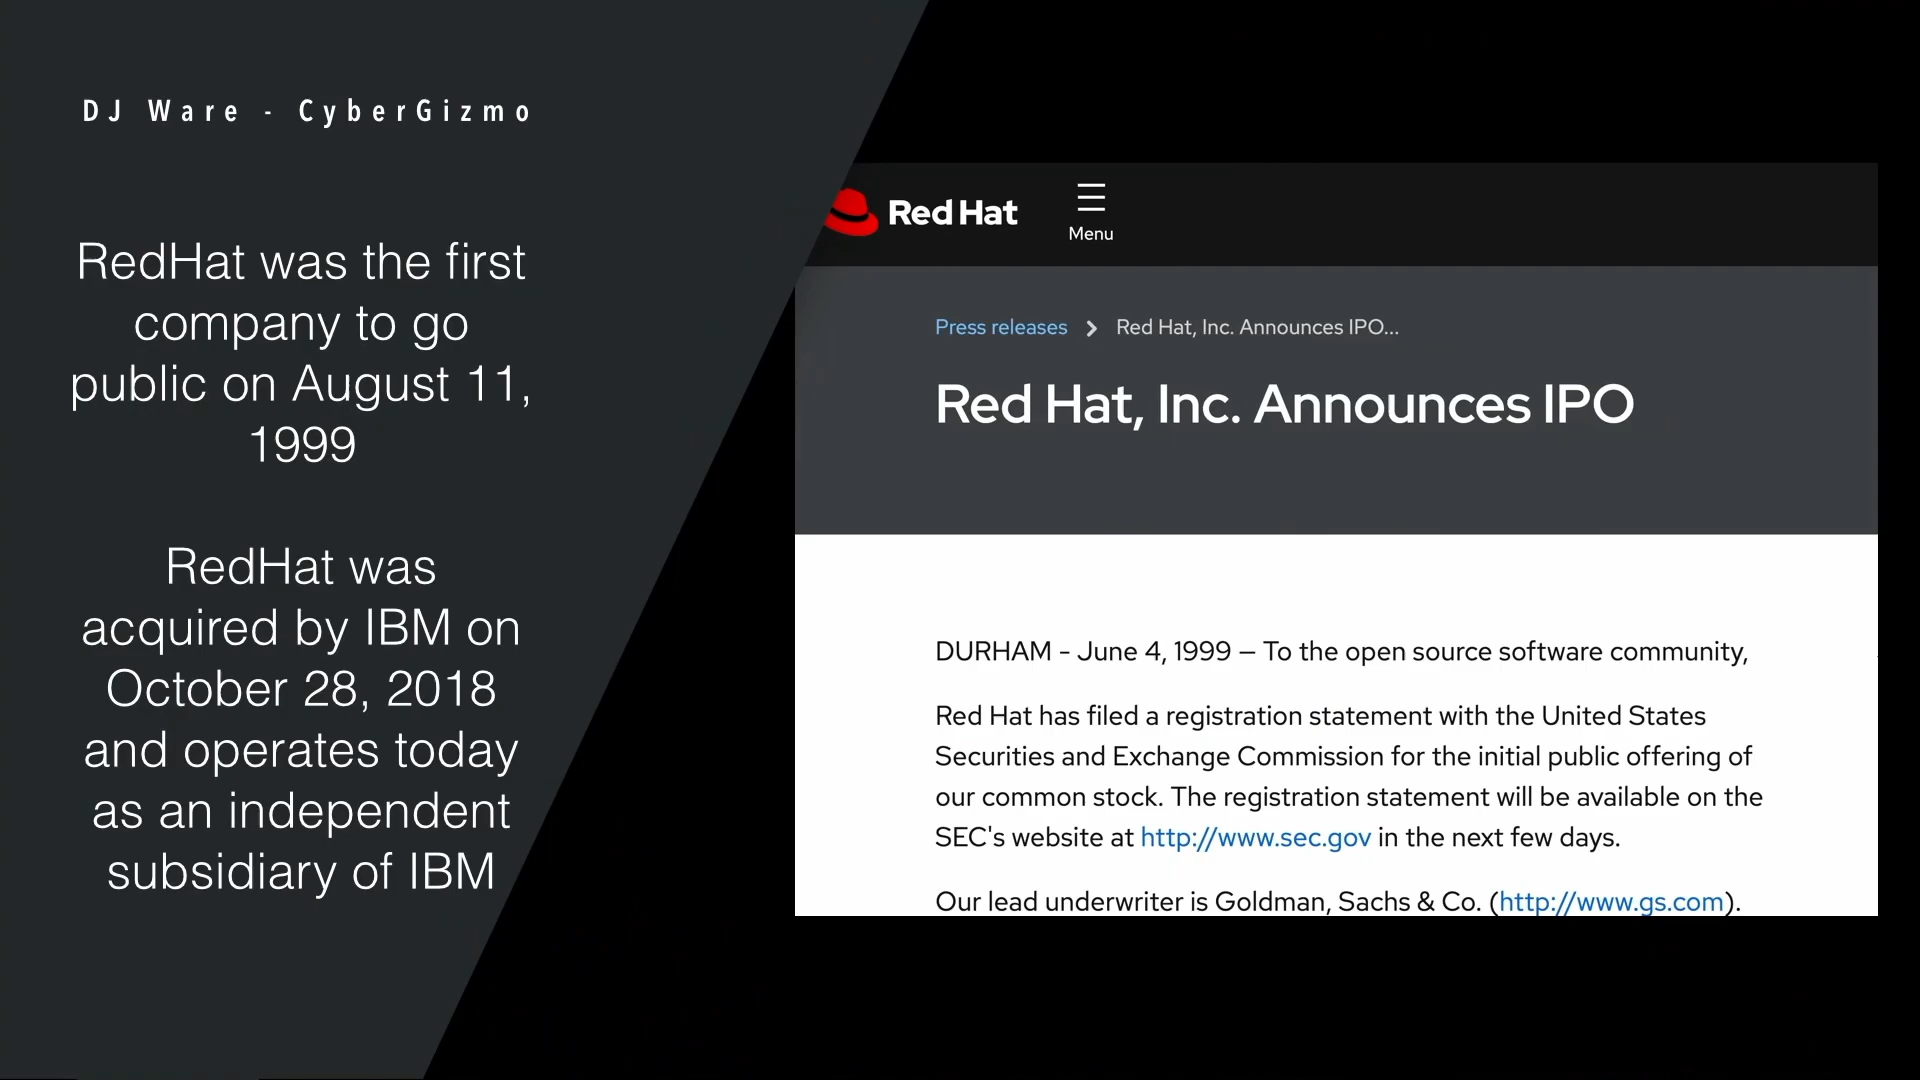 DJ Ware - CyberGizmo
RedHat was the first
company to go
public on August 11,
1999
RedHat was
acquired by IBM on
October 28, 2018
and operates today
as an independent
subsidiary of IBM
Red Hat
Menu
Press releases > Red Hat, Inc. Announces IPO...
Red Hat, Inc. Announces IPO
DURHAM - June 4, 1999 – To the open source software community,
Red Hat has filed a registration statement with the United States
Securities and Exchange Commission for the initial public offering of
our common stock. The registration statement will be available on the
SEC's website at http://www.sec.gov in the next few days.
Our lead underwriter is Goldman, Sachs & Co. (http://www.gs.com).